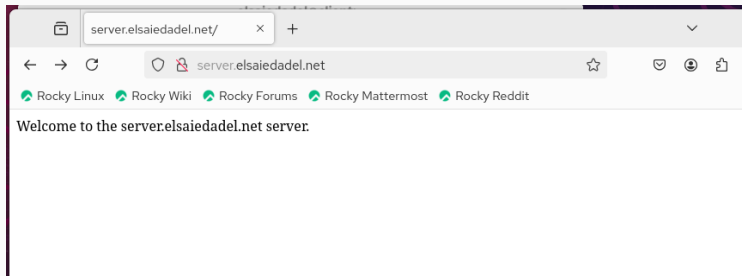 server.elsaiedadel.net/
server.elsaiedadel.net
Rocky Linux Rocky Wiki Rocky Forums Rocky Mattermost Rocky Reddit
Welcome to the server.elsaiedadel.net server.